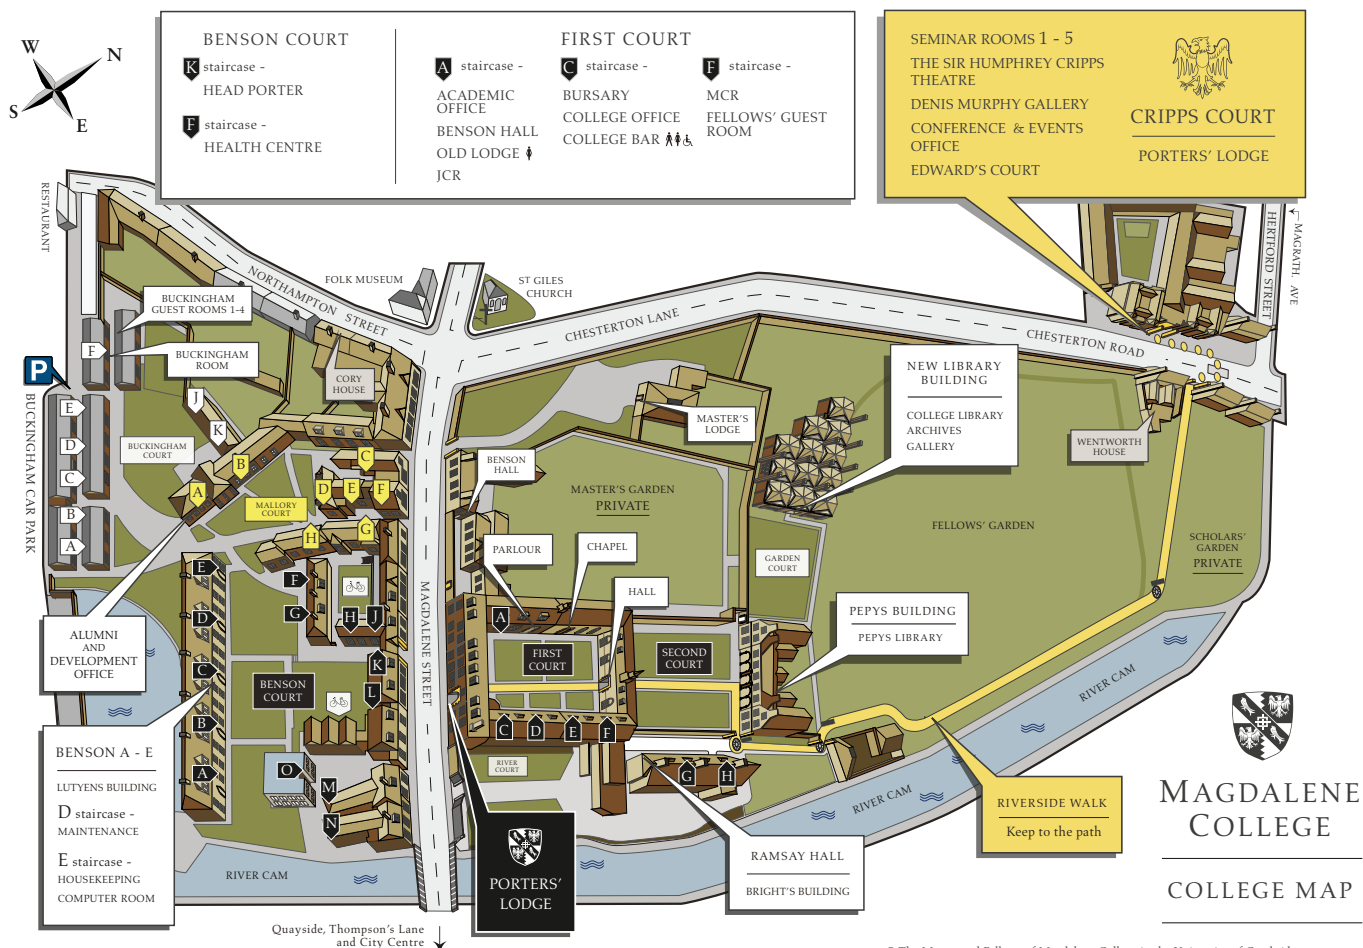 W
N
S
E
BENSON COURT
K staircase -
HEAD PORTER
F staircase -
HEALTH CENTRE
FIRST COURT
A staircase -
ACADEMIC
OFFICE
BENSON HALL
OLD LODGE
JCR
C staircase -
BURSARY
COLLEGE OFFICE
COLLEGE BAR
F staircase -
MCR
FELLOWS' GUEST
ROOM
SEMINAR ROOMS 1 - 5
THE SIR HUMPHREY CRIPPS
THEATRE
DENIS MURPHY GALLERY
CONFERENCE & EVENTS
OFFICE
EDWARD'S COURT
CRIPPS COURT
PORTERS' LODGE
RESTAURANT
NORTHAMPTON STREET
FOLK MUSEUM
ST GILES
CHURCH
CHESTERTON LANE
CHESTERTON ROAD
HERTFORD STREET
MAGRATH. AVE
BUCKINGHAM
GUEST ROOMS 1-4
BUCKINGHAM
ROOM
CORY
HOUSE
P
BUCKINGHAM CAR PARK
F
E
D
C
B
A
J
K
BUCKINGHAM
COURT
A
B
MALLORY
COURT
C
D
E
F
G
H
MASTER'S
LODGE
NEW LIBRARY
BUILDING
COLLEGE LIBRARY
ARCHIVES
GALLERY
WENTWORTH
HOUSE
BENSON
HALL
MASTER'S GARDEN
PRIVATE
FELLOWS' GARDEN
SCHOLARS'
GARDEN
PRIVATE
PARLOUR
CHAPEL
HALL
GARDEN
COURT
PEPYS BUILDING
PEPYS LIBRARY
MAGDALENE STREET
ALUMNI
AND
DEVELOPMENT
OFFICE
E
D
C
B
A
F
G
H
J
K
L
M
N
O
BENSON
COURT
A
FIRST
COURT
SECOND
COURT
C
D
E
F
G
H
RIVER
COURT
BENSON A - E
LUTYENS BUILDING
D staircase -
MAINTENANCE
E staircase -
HOUSEKEEPING
COMPUTER ROOM
RIVER CAM
RIVER CAM
RIVER CAM
PORTERS'
LODGE
RAMSAY HALL
BRIGHT'S BUILDING
RIVERSIDE WALK
Keep to the path
Quayside, Thompson's Lane
and City Centre
MAGDALENE
COLLEGE
COLLEGE MAP